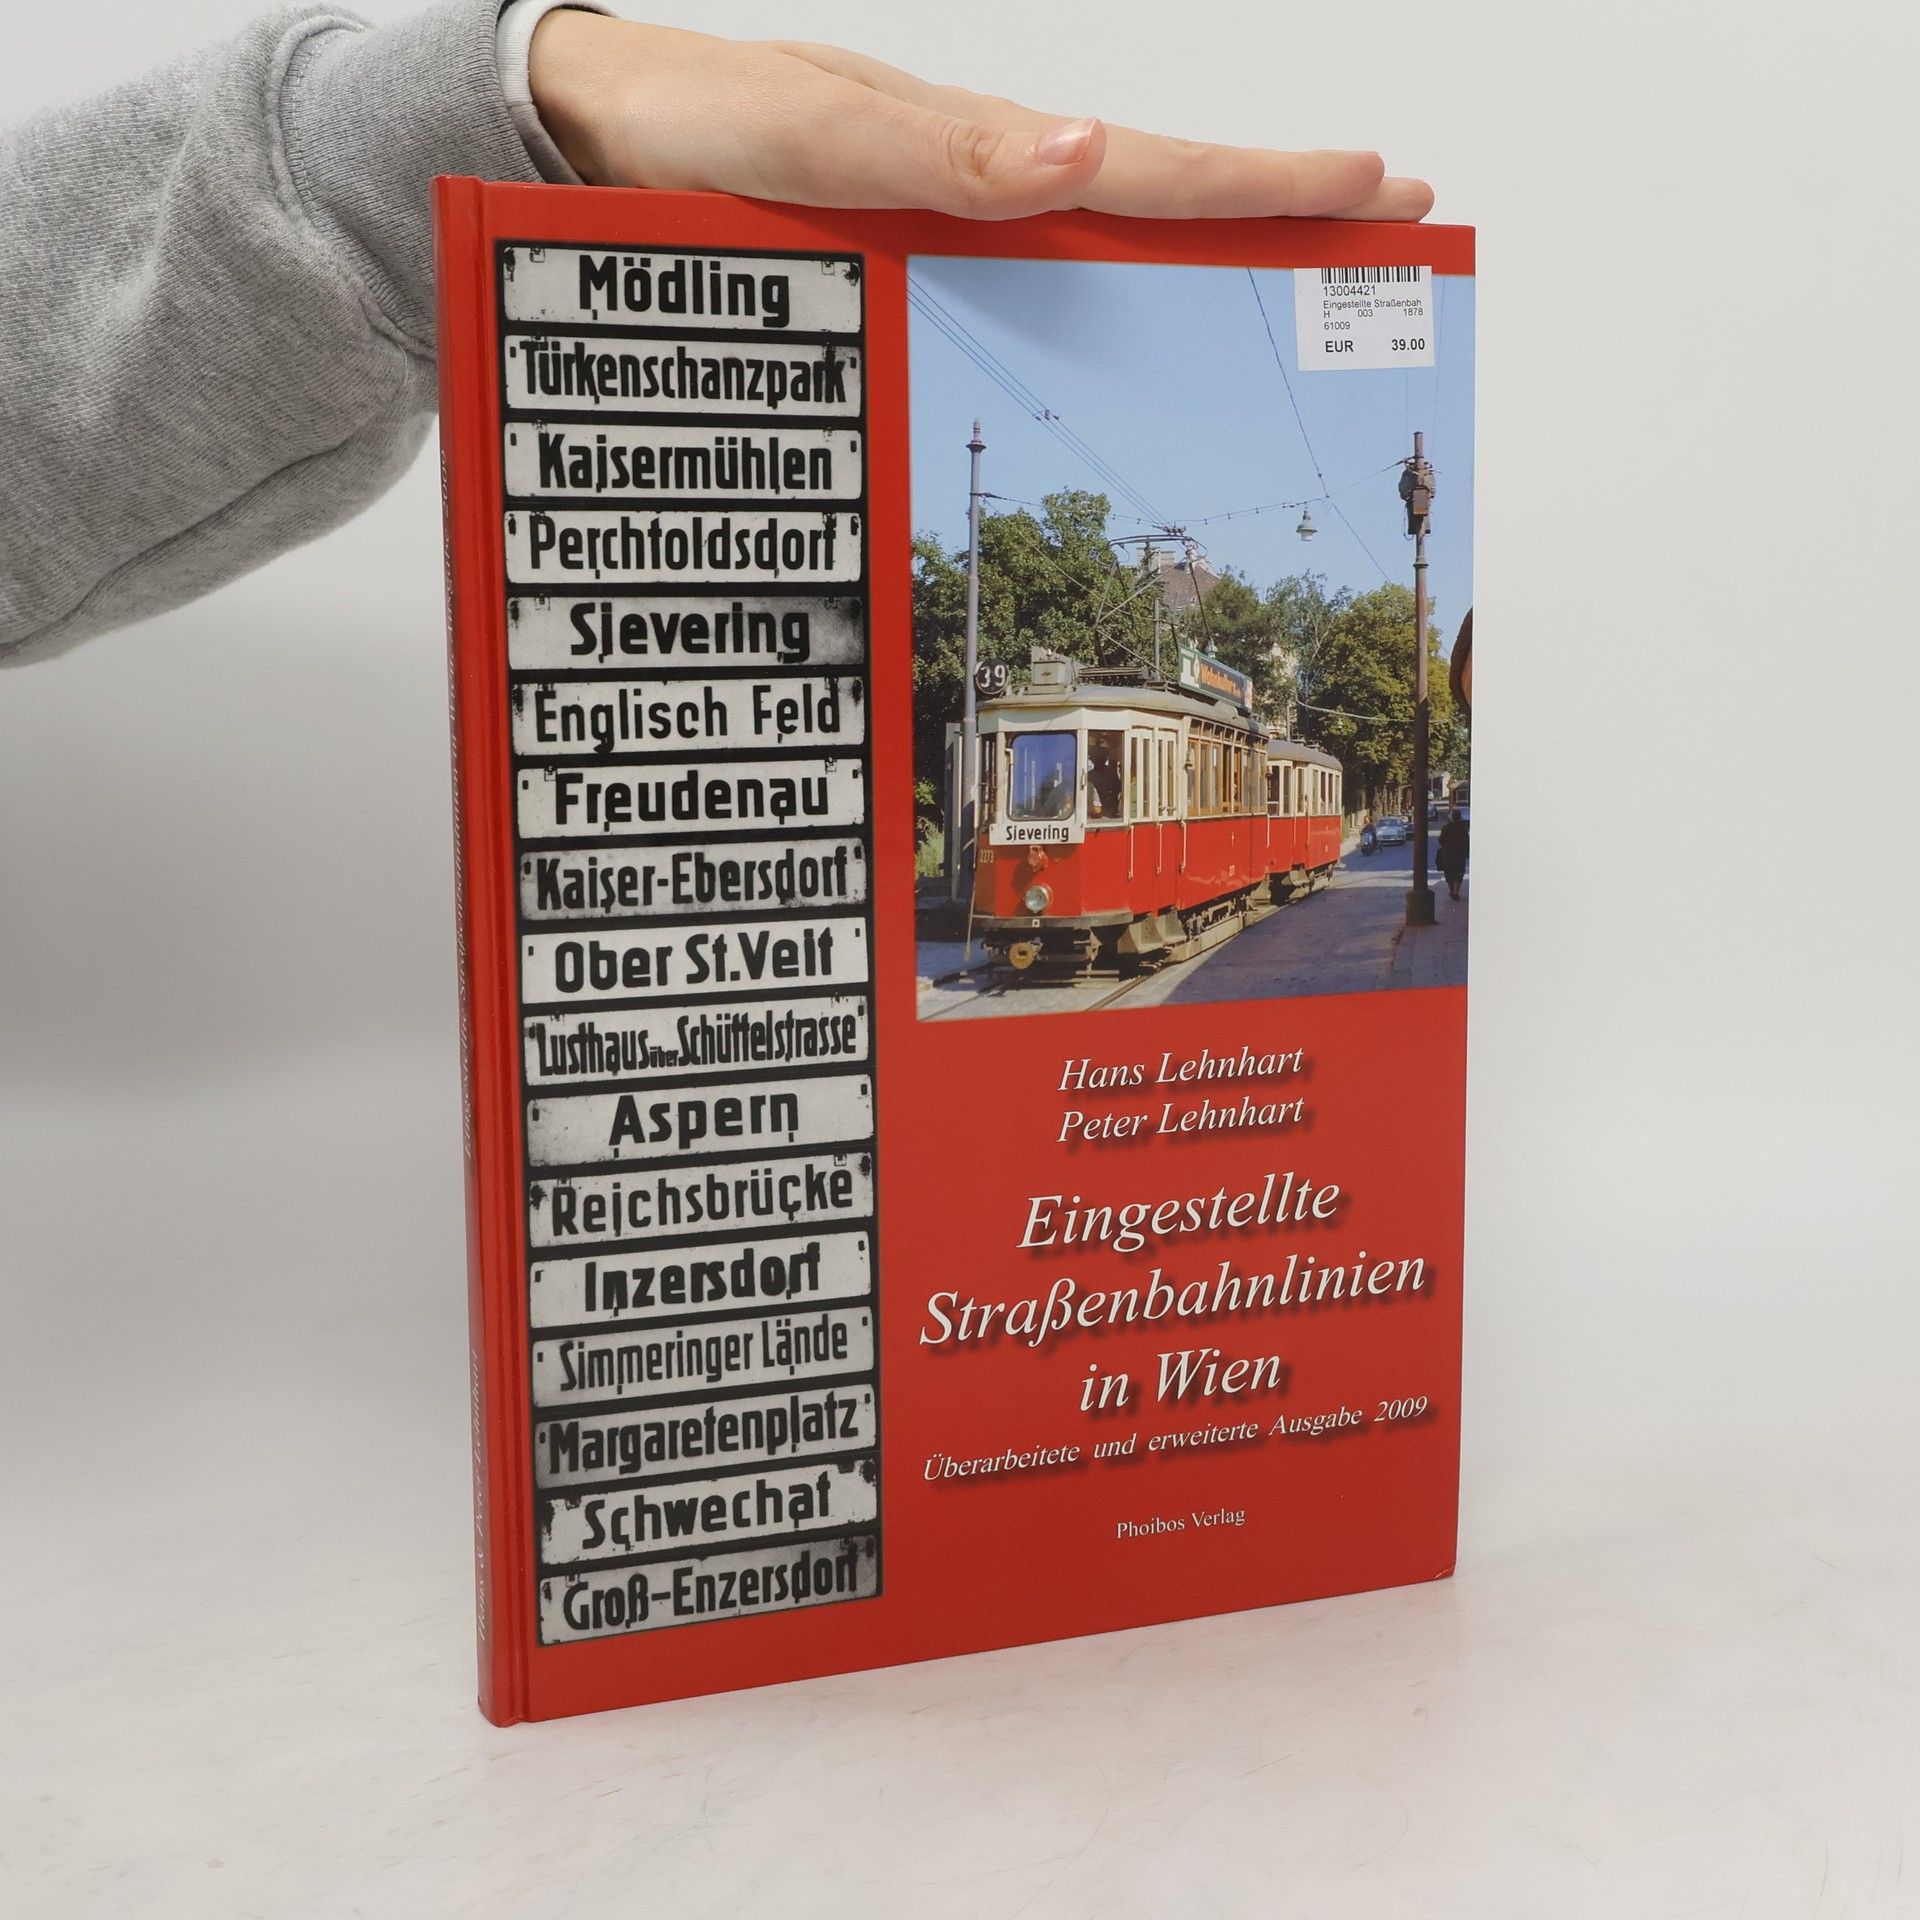 Mödling
Türkenschanzpark
Kaisermühlen
Perchtoldsdorf
Sievering
Englisch Feld
Freudenau
Kaiser-Ebersdorf
Ober St.Veit
Lusthaus über Schüttelstrasse
Aspern
Reichsbrücke
Inzersdorf
Simmeringer Lände
Margaretenplatz
Schwechat
Groß-Enzersdorf
13004421
Eingestellte Straßenbah
H 003 1878
61009
EUR 39.00
39
Sievering
2273
Hans Lehnhart
Peter Lehnhart
Eingestellte
Straßenbahnlinien
in Wien
Überarbeitete und erweiterte Ausgabe 2009
Phoibos Verlag